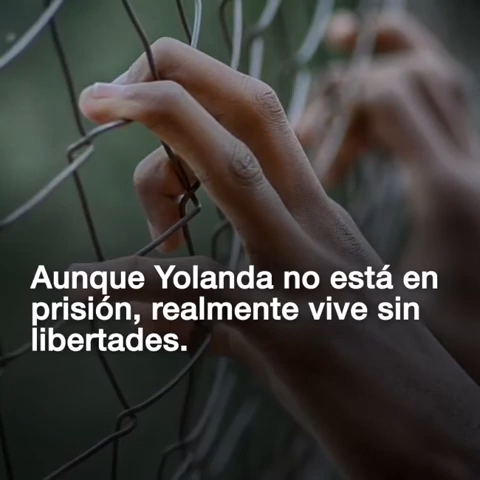 Aunque Yolanda no está en
prisión, realmente vive sin
libertades.